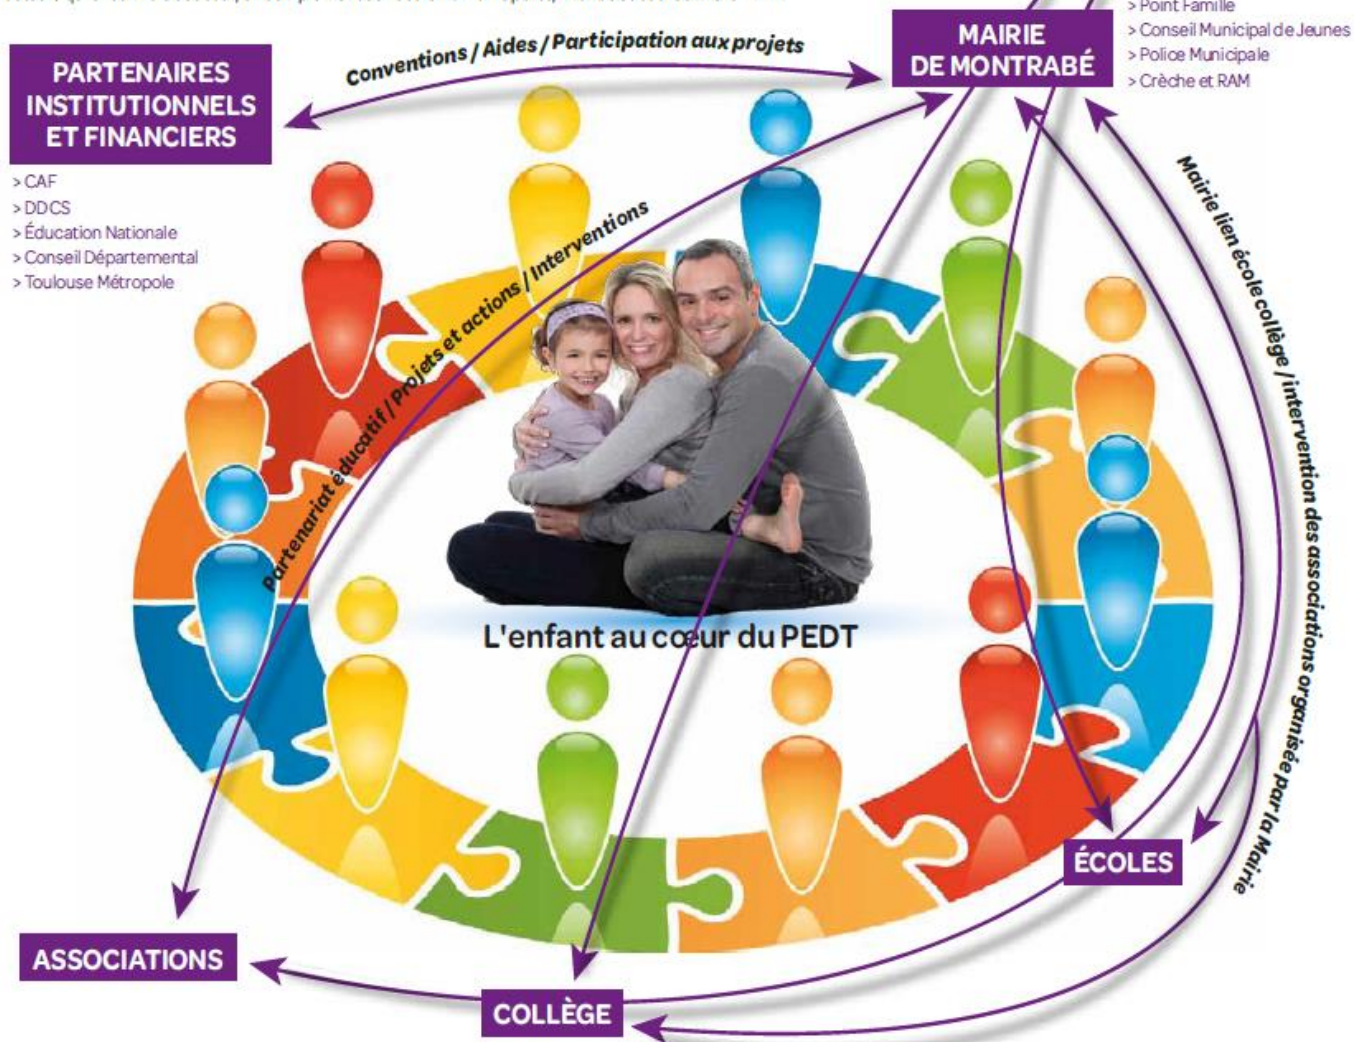 > Point Famille
MAIRIE
DE MONTRABÉ
> Conseil Municipal de Jeunes
> Police Municipale
> Crèche et RAM
Conventions / Aides / Participation aux projets
PARTENAIRES
INSTITUTIONNELS
ET FINANCIERS
> CAF
> DDCS
> Éducation Nationale
> Conseil Départemental
> Toulouse Métropole
Partenariat éducatif / Projets et actions / Interventions
Mairie lien école collège / intervention des associations organisée par la Mairie
L'enfant au cœur du PEDT
ÉCOLES
ASSOCIATIONS
COLLÈGE